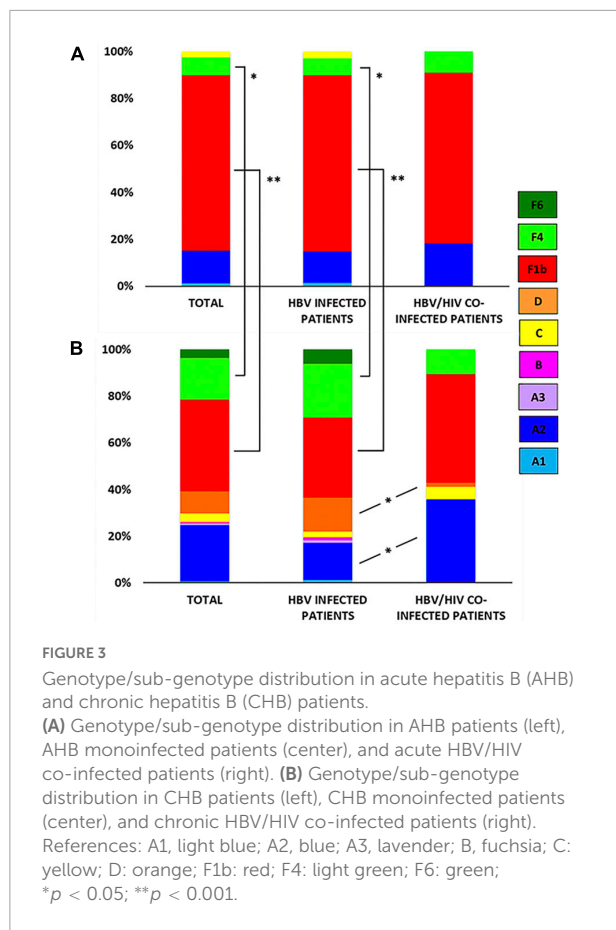 A
100%
80%
60%
40%
20%
0%
*
**
*
**
TOTAL
HBV INFECTED
PATIENTS
HBV/HIV CO-
INFECTED PATIENTS
F6
F4
F1b
D
C
B
A3
A2
A1
B
100%
80%
60%
40%
20%
0%
*
*
TOTAL
HBV INFECTED
PATIENTS
HBV/HIV CO-
INFECTED PATIENTS
FIGURE 3
Genotype/sub-genotype distribution in acute hepatitis B (AHB)
and chronic hepatitis B (CHB) patients.
(A) Genotype/sub-genotype distribution in AHB patients (left),
AHB monoinfected patients (center), and acute HBV/HIV
co-infected patients (right). (B) Genotype/sub-genotype
distribution in CHB patients (left), CHB monoinfected patients
(center), and chronic HBV/HIV co-infected patients (right).
References: A1, light blue; A2, blue; A3, lavender; B, fuchsia; C:
yellow; D: orange; F1b: red; F4: light green; F6: green;
*p < 0.05; **p < 0.001.